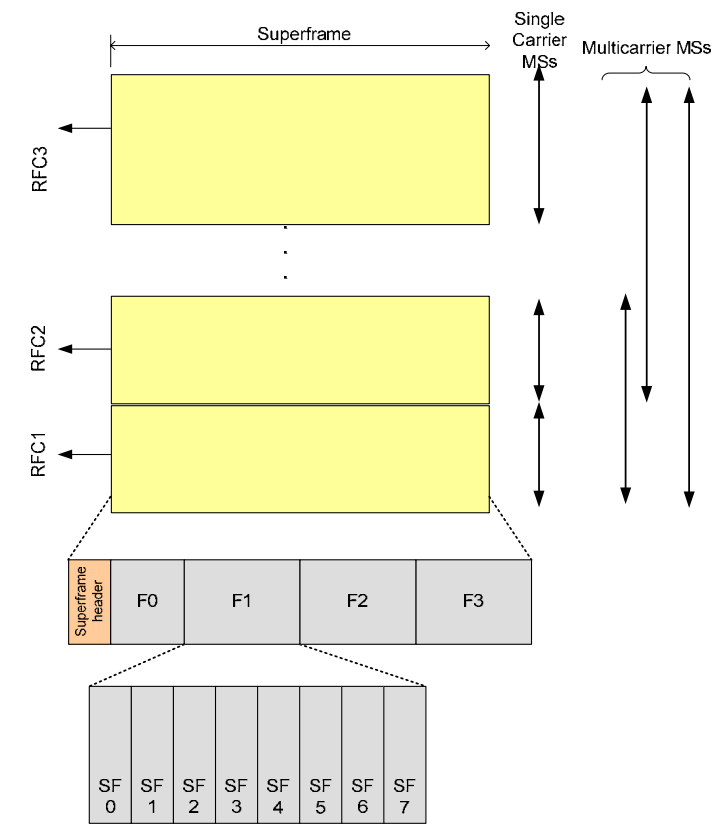 Superframe
Single
Carrier
MSs
Multicarrier MSs
RFC3
RFC2
RFC1
Superframe
header
F0
F1
F2
F3
SF
0
SF
1
SF
2
SF
3
SF
4
SF
5
SF
6
SF
7